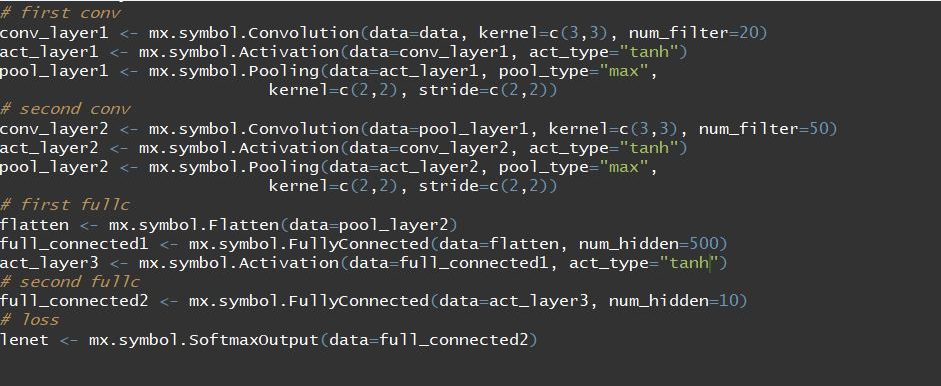 # first conv
conv_layer1 <- mx.symbol.Convolution(data=data, kernel=c(3,3), num_filter=20)
act_layer1 <- mx.symbol.Activation(data=conv_layer1, act_type="tanh")
pool_layer1 <- mx.symbol.Pooling(data=act_layer1, pool_type="max",
                           kernel=c(2,2), stride=c(2,2))
# second conv
conv_layer2 <- mx.symbol.Convolution(data=pool_layer1, kernel=c(3,3), num_filter=50)
act_layer2 <- mx.symbol.Activation(data=conv_layer2, act_type="tanh")
pool_layer2 <- mx.symbol.Pooling(data=act_layer2, pool_type="max",
                           kernel=c(2,2), stride=c(2,2))
# first fullc
flatten <- mx.symbol.Flatten(data=pool_layer2)
full_connected1 <- mx.symbol.FullyConnected(data=flatten, num_hidden=500)
act_layer3 <- mx.symbol.Activation(data=full_connected1, act_type="tanh")
# second fullc
full_connected2 <- mx.symbol.FullyConnected(data=act_layer3, num_hidden=10)
# loss
lenet <- mx.symbol.SoftmaxOutput(data=full_connected2)